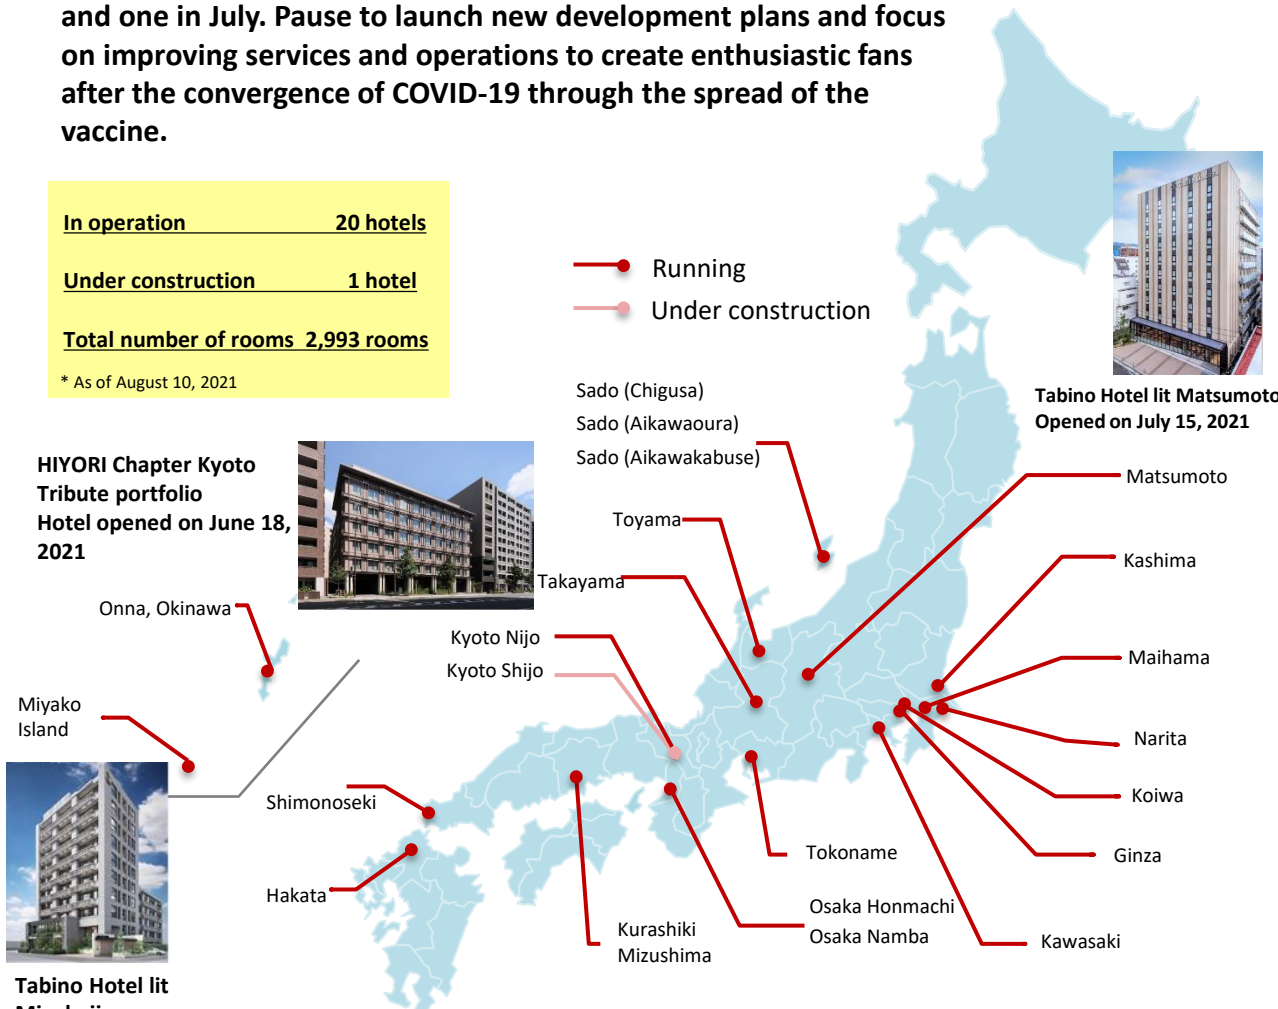 and one in July. Pause to launch new development plans and focus
on improving services and operations to create enthusiastic fans
after the convergence of COVID-19 through the spread of the
vaccine.
In operation 20 hotels
Under construction 1 hotel
Total number of rooms 2,993 rooms
* As of August 10, 2021
Running
Under construction
Tabino Hotel lit Matsumoto
Opened on July 15, 2021
Sado (Chigusa)
Sado (Aikawaoura)
Sado (Aikawakabuse)
HIYORI Chapter Kyoto
Tribute portfolio
Hotel opened on June 18,
2021
Matsumoto
Toyama
Kashima
Takayama
Onna, Okinawa
Kyoto Nijo
Kyoto Shijo
Maihama
Miyako
Island
Narita
Shimonoseki
Koiwa
Tokoname
Ginza
Hakata
Osaka Honmachi
Osaka Namba
Kurashiki
Mizushima
Kawasaki
Tabino Hotel lit